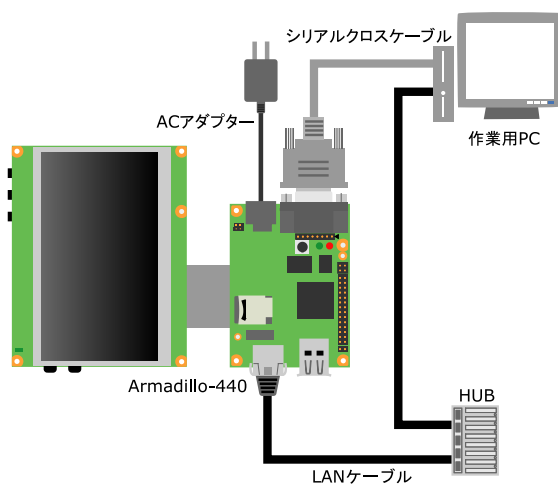 シリアルクロスケーブル
ACアダプター
作業用PC
Armadillo-440
HUB
LANケーブル